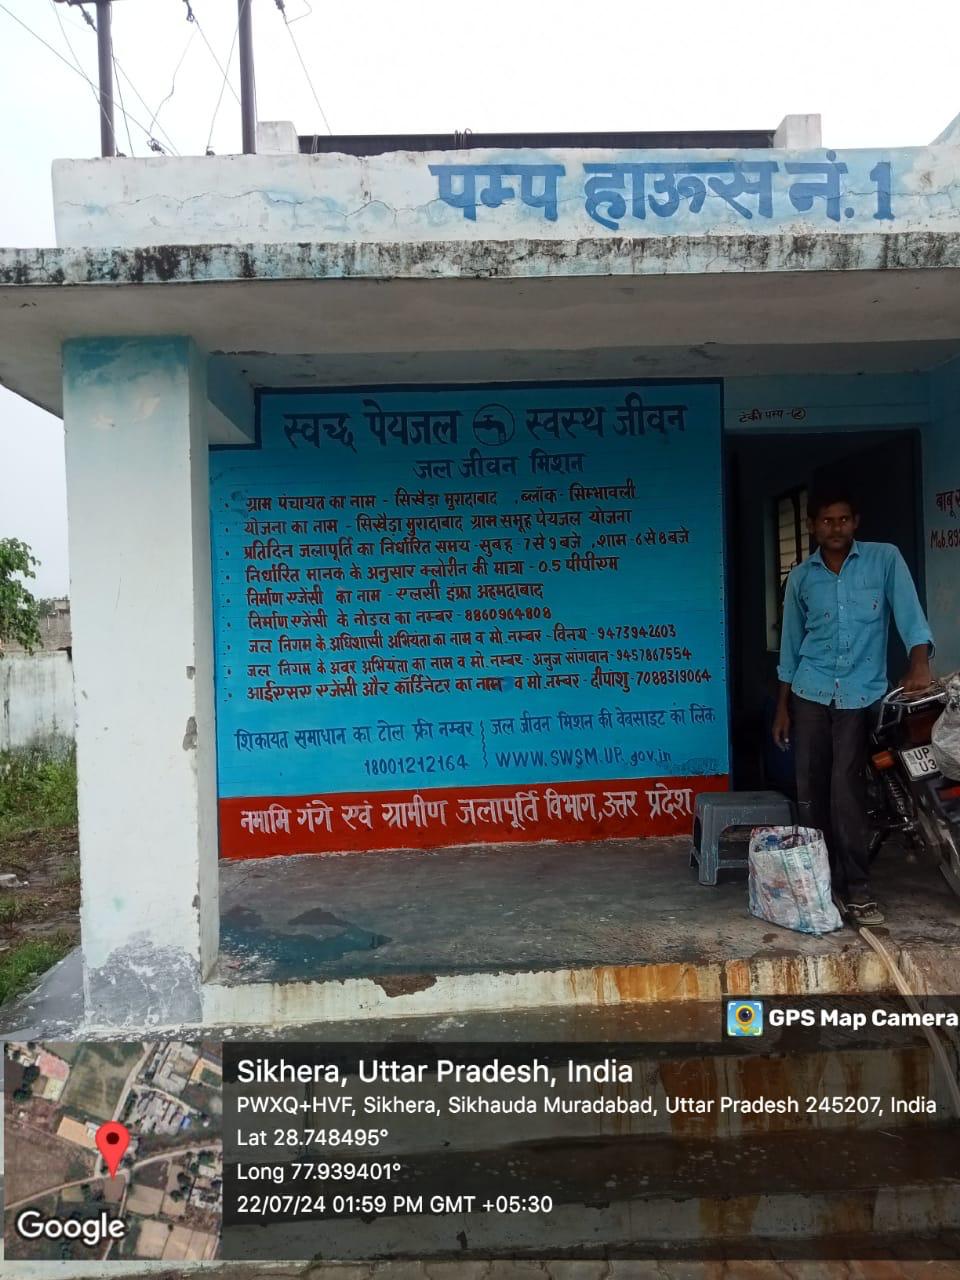 पम्प हाऊस नं. 1
टंकी पम्प -②
स्वच्छ पेयजल स्वस्थ जीवन
जल जीवन मिशन
• ग्राम पंचायत का नाम - सिखैड़ा मुरादाबाद , ब्लॉक- सिम्भावली
• योजना का नाम - सिखैड़ा मुरादाबाद ग्राम समूह पेयजल योजना
• प्रतिदिन जलापूर्ति का निर्धारित समय - सुबह - 7 से 9 बजे , शाम - 6 से 8 बजे
• निर्धारित मानक के अनुसार क्लोरीन की मात्रा - 0.5 पीपीएम
• निर्माण एजेंसी का नाम - एलसी इंफ्रा अहमदाबाद
• निर्माण एजेंसी के नोडल का नम्बर - 8860964808
• जल निगम के अधिशासी अभियंता का नाम व मो. नम्बर - विनय - 9473942603
• जल निगम के अवर अभियंता का नाम व मो. नम्बर - अनुज सांगवान - 9457867554
• आईएसए एजेंसी और कॉर्डिनेटर का नाम व मो. नम्बर - दीपांशु - 7088319064
शिकायत समाधान का टोल फ्री नम्बर
18001212164
जल जीवन मिशन की वेबसाइट का लिंक
WWW.SWSM.UP.gov.in
नमामि गंगे एवं ग्रामीण जलापूर्ति विभाग, उत्तर प्रदेश
बाबू
Mob.
UP
U3
GPS Map Camera
Sikhera, Uttar Pradesh, India
PWXQ+HVF, Sikhera, Sikhauda Muradabad, Uttar Pradesh 245207, India
Lat 28.748495°
Long 77.939401°
22/07/24 01:59 PM GMT +05:30
Google